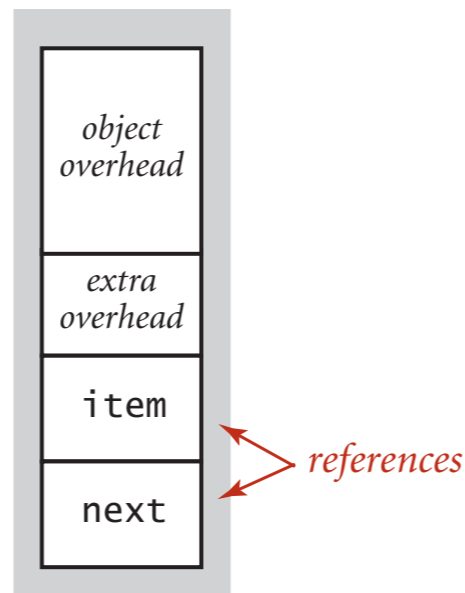 object
overhead
extra
overhead
item
references
next